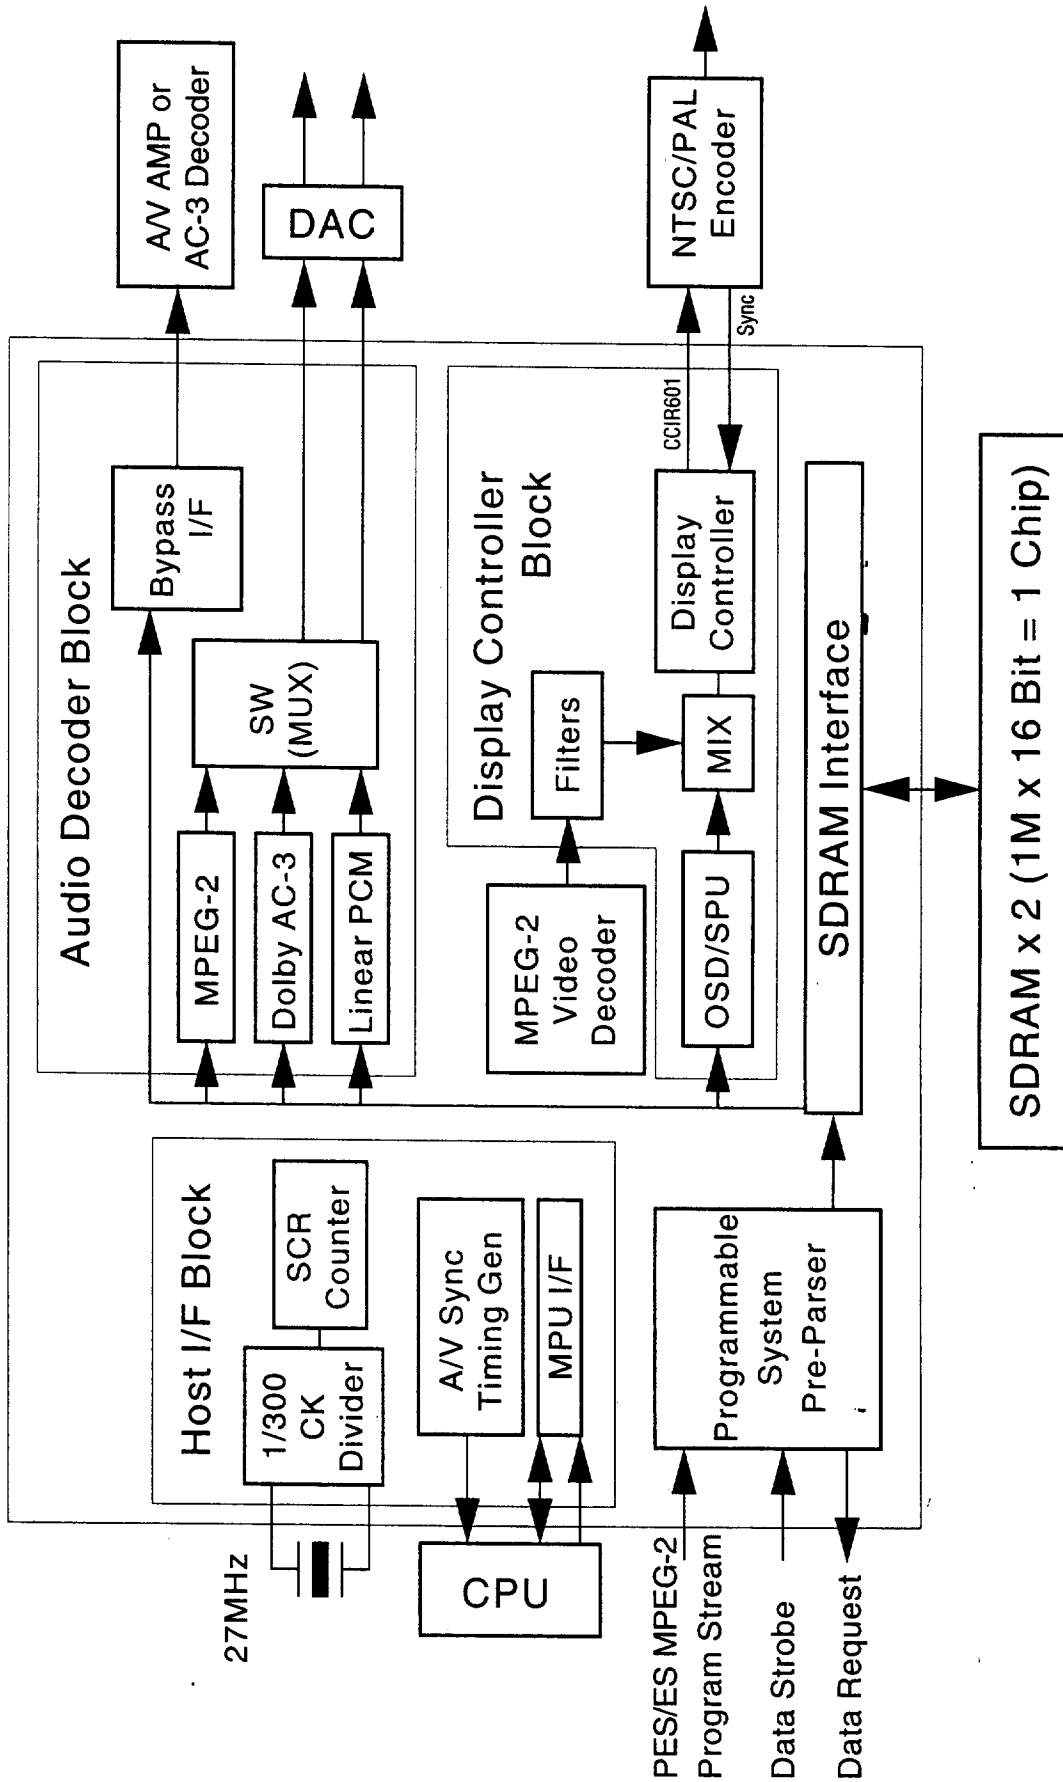 Host I/F Block
27MHz
1/300
CK
Divider
SCR
Counter
A/V Sync
Timing Gen
MPU I/F
CPU
PES/ES MPEG-2
Program Stream
Data Strobe
Data Request
Programmable
System
Pre-Parser
Audio Decoder Block
MPEG-2
Dolby AC-3
Linear PCM
SW
(MUX)
Bypass
I/F
A/V AMP or
AC-3 Decoder
DAC
Display Controller
Block
MPEG-2
Video
Decoder
Filters
OSD/SPU
MIX
Display
Controller
CCIR601
Sync
NTSC/PAL
Encoder
SDRAM Interface
SDRAM x 2 (1M x 16 Bit = 1 Chip)